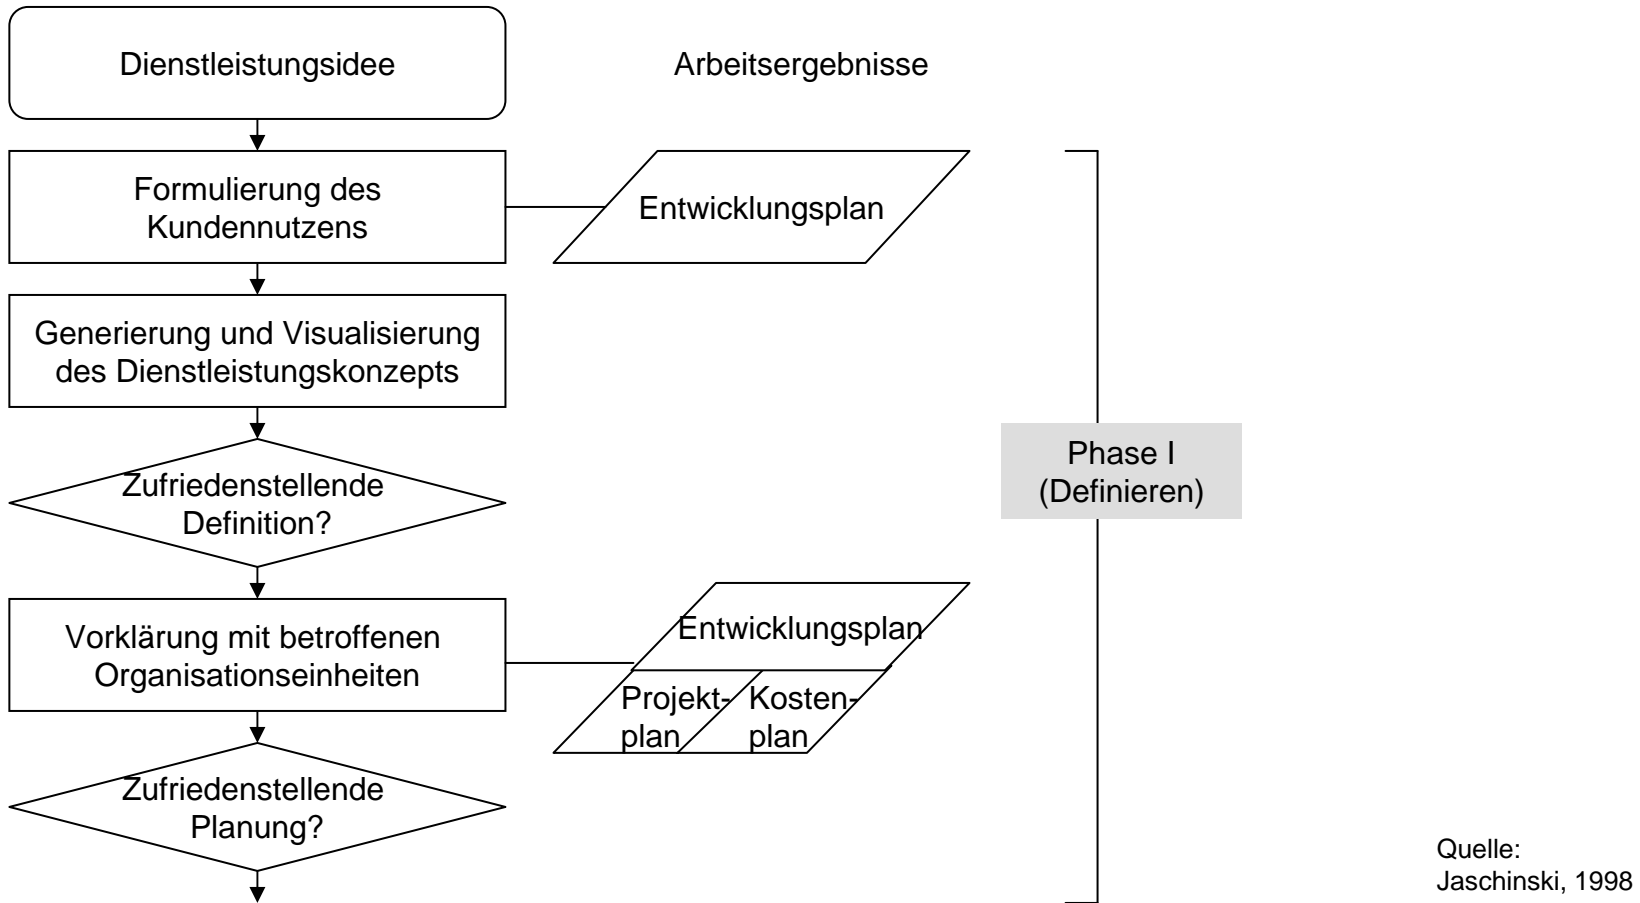 Dienstleistungsidee
Arbeitsergebnisse
Formulierung des
Kundennutzens
Entwicklungsplan
Generierung und Visualisierung
des Dienstleistungskonzepts
Zufriedenstellende
Definition?
Phase I
(Definieren)
Vorklärung mit betroffenen
Organisationseinheiten
Entwicklungsplan
Projekt-
plan
Kosten-
plan
Zufriedenstellende
Planung?
Quelle:
Jaschinski, 1998